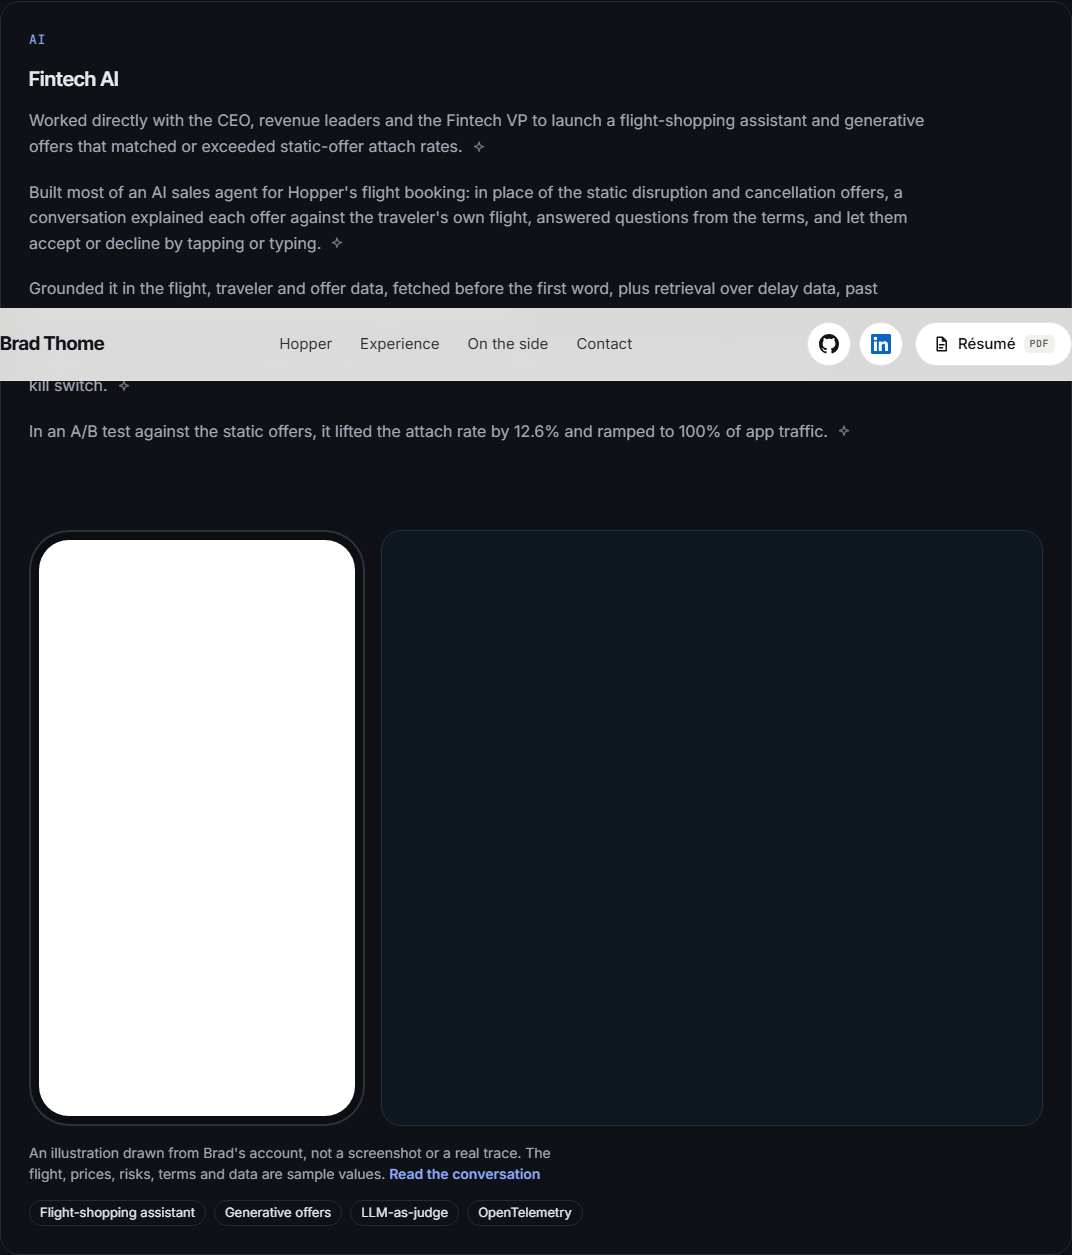 AI
Fintech AI
Worked directly with the CEO, revenue leaders and the Fintech VP to launch a flight-shopping assistant and generative
offers that matched or exceeded static-offer attach rates.
Built most of an AI sales agent for Hopper's flight booking: in place of the static disruption and cancellation offers, a
conversation explained each offer against the traveler's own flight, answered questions from the terms, and let them
accept or decline by tapping or typing.
Grounded it in the flight, traveler and offer data, fetched before the first word, plus retrieval over delay data, past
Brad Thome
Hopper
Experience
On the side
Contact
Résumé PDF
kill switch.
In an A/B test against the static offers, it lifted the attach rate by 12.6% and ramped to 100% of app traffic.
An illustration drawn from Brad's account, not a screenshot or a real trace. The
flight, prices, risks, terms and data are sample values. Read the conversation
Flight-shopping assistant
Generative offers
LLM-as-judge
OpenTelemetry